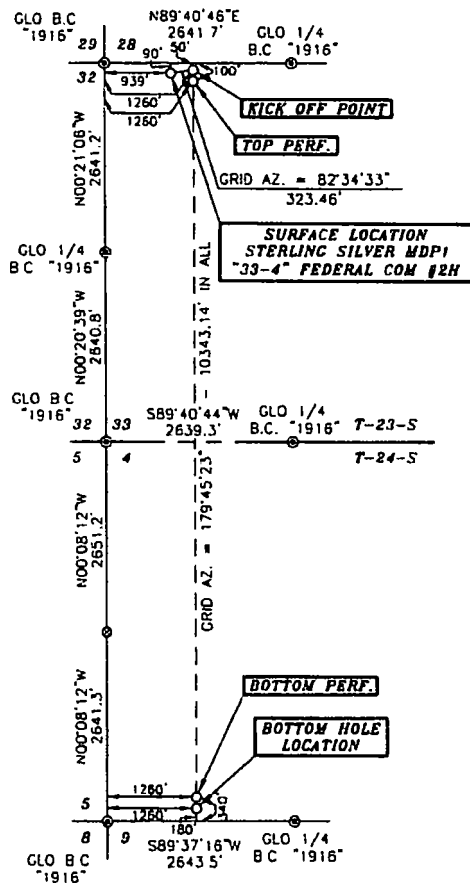 GLO B.C "1916"
N89°40'46"E
2641.7'
GLO 1/4
B.C "1916"
29 28
32
90'
50'
100'
939'
1260'
1260'
KICK OFF POINT
TOP PERF.
GRID AZ. = 82°34'33"
323.46'
SURFACE LOCATION
STERLING SILVER MDP1
"33-4" FEDERAL COM #2H
N00°21'06"W
2641.2'
GLO 1/4
B.C "1916"
N00°20'39"W
2640.8'
GLO B C
"1916"
32 33
5 4
S89°40'44"W
2639.3'
GLO 1/4
B.C. "1916"
T-23-S
T-24-S
GRID AZ. = 179°45'23" - 10343.14' IN ALL
N00°08'12"W
2651.2'
N00°08'12"W
2641.3'
BOTTOM PERF.
BOTTOM HOLE
LOCATION
1260'
1260'
180'
340'
5
8 9
GLO B C
"1916"
S89°37'16"W
2643.5'
GLO 1/4
B C "1916"